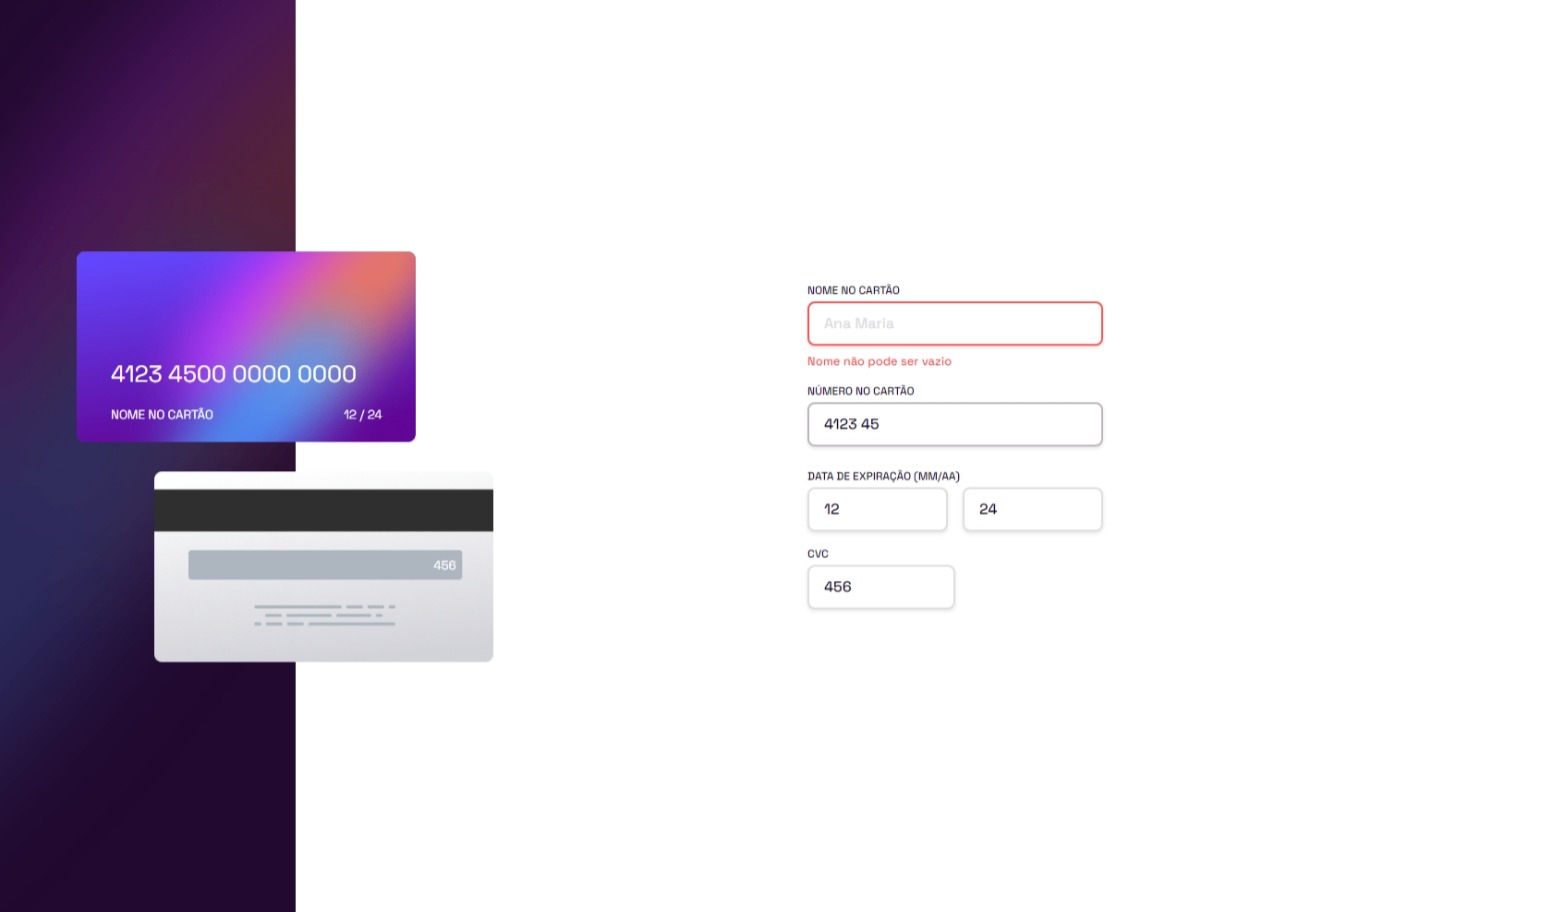 4123 4500 0000 0000
NOME NO CARTÃO
12 / 24
456
NOME NO CARTÃO
Ana Maria
Nome não pode ser vazio
NÚMERO NO CARTÃO
4123 45
DATA DE EXPIRAÇÃO (MM/AA)
12
24
CVC
456